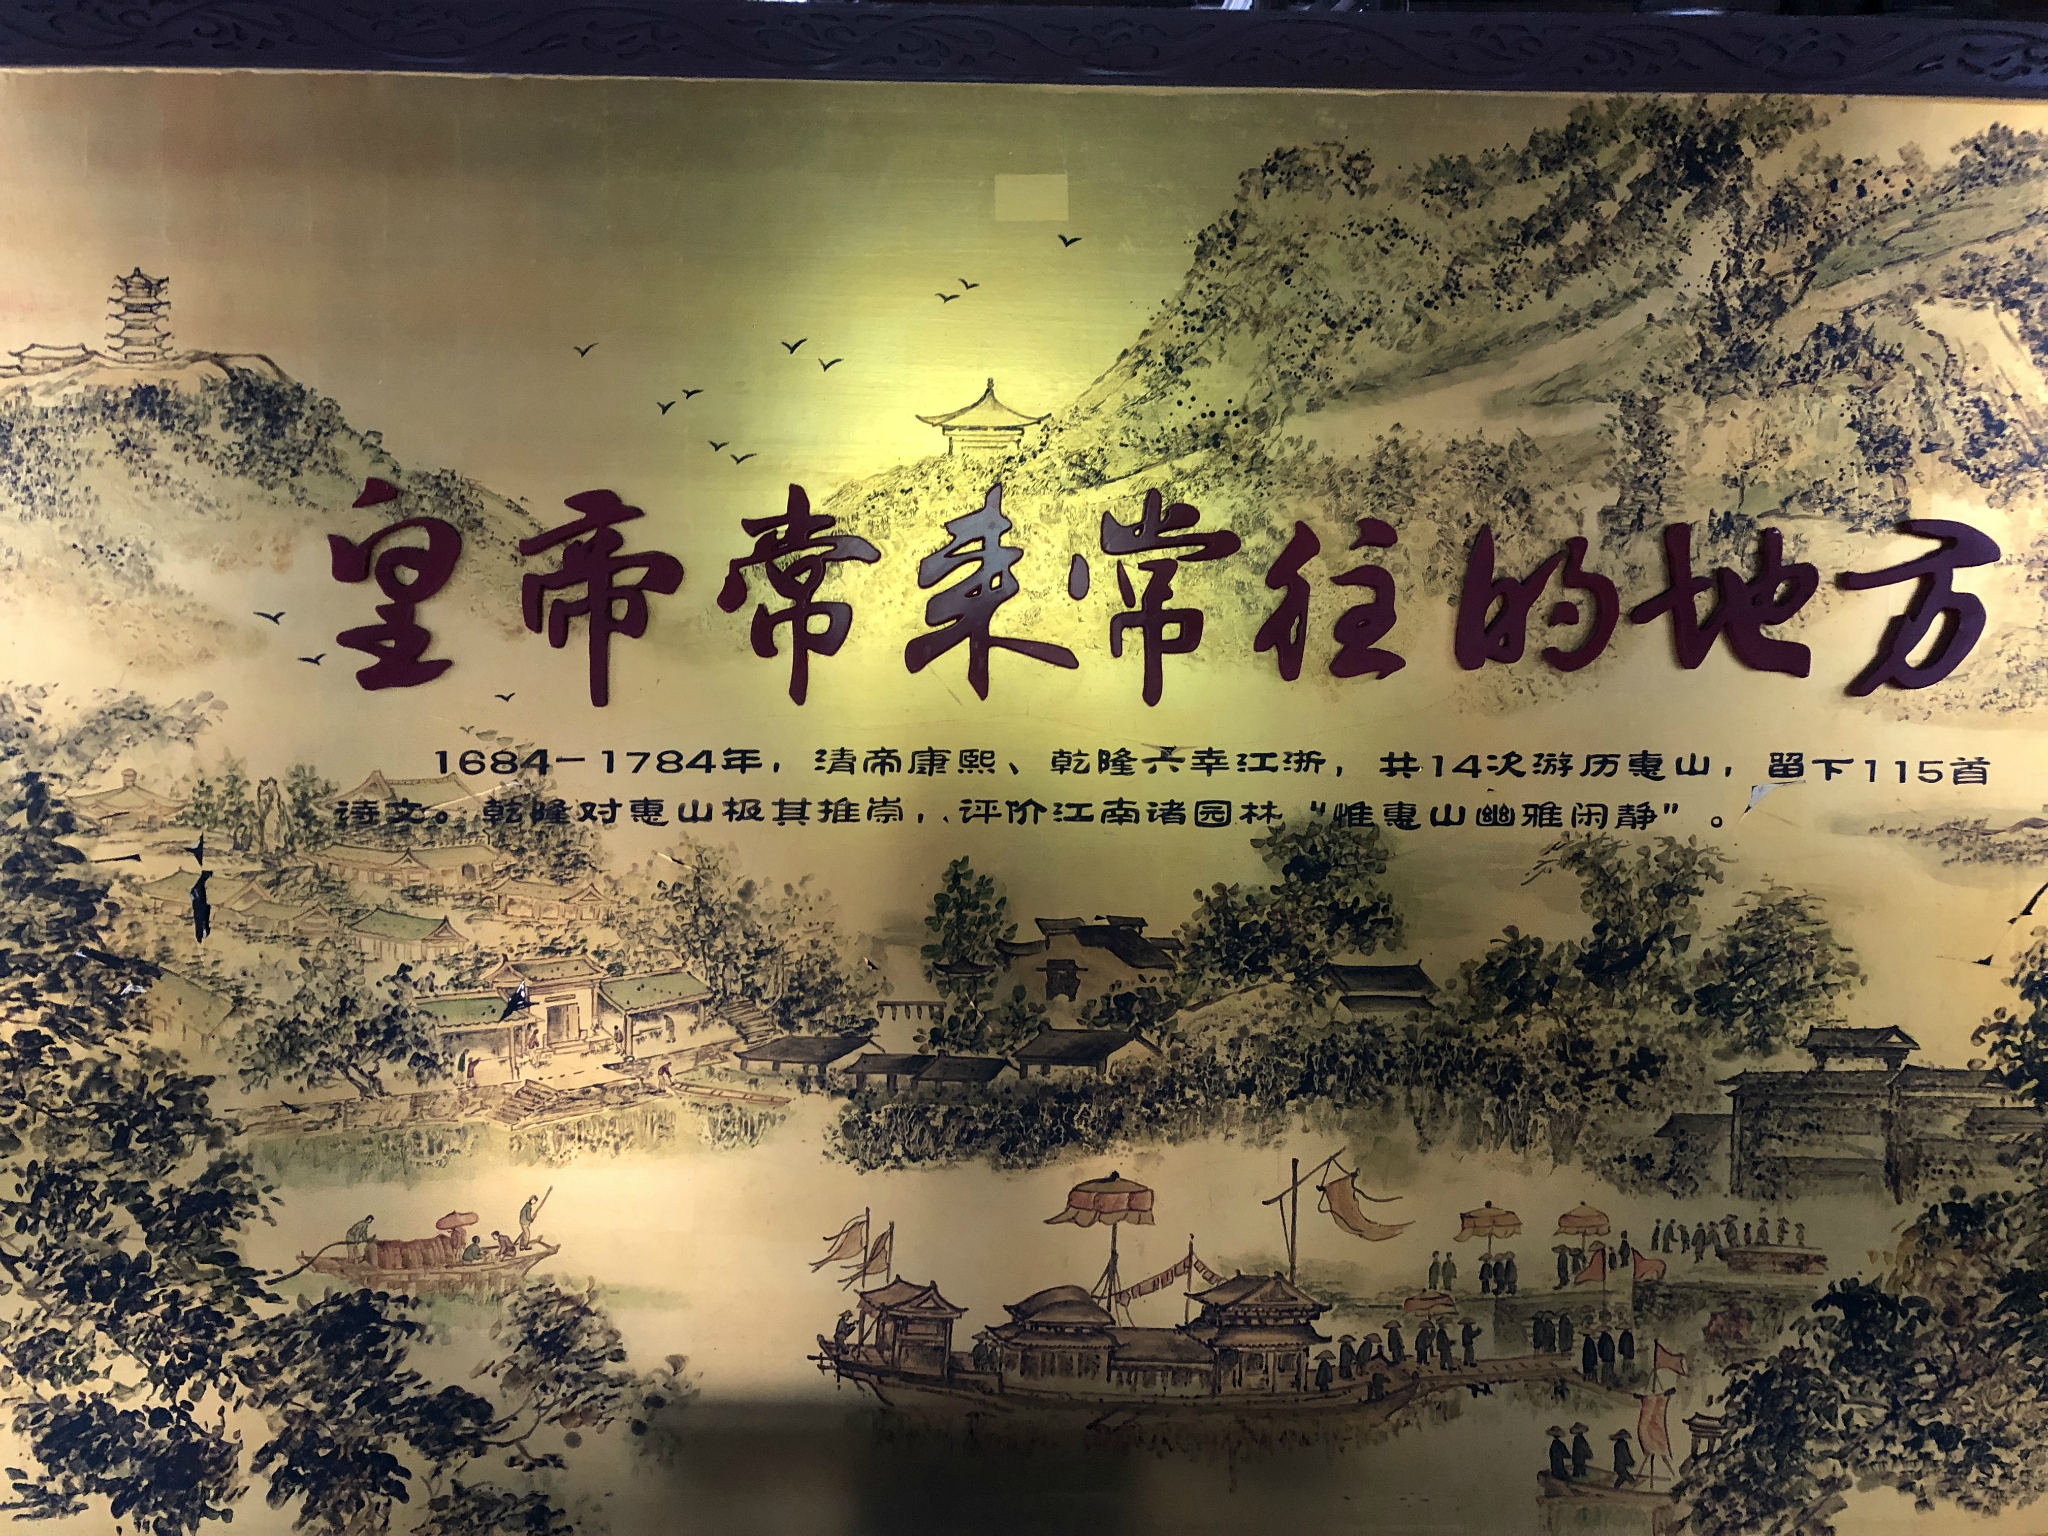 皇帝常来常往的地方
1684—1784年，清帝康熙、乾隆六幸江浙，共14次游历惠山，留下115首
诗文。乾隆对惠山极其推崇，评价江南诸园林“惟惠山幽雅闲静”。